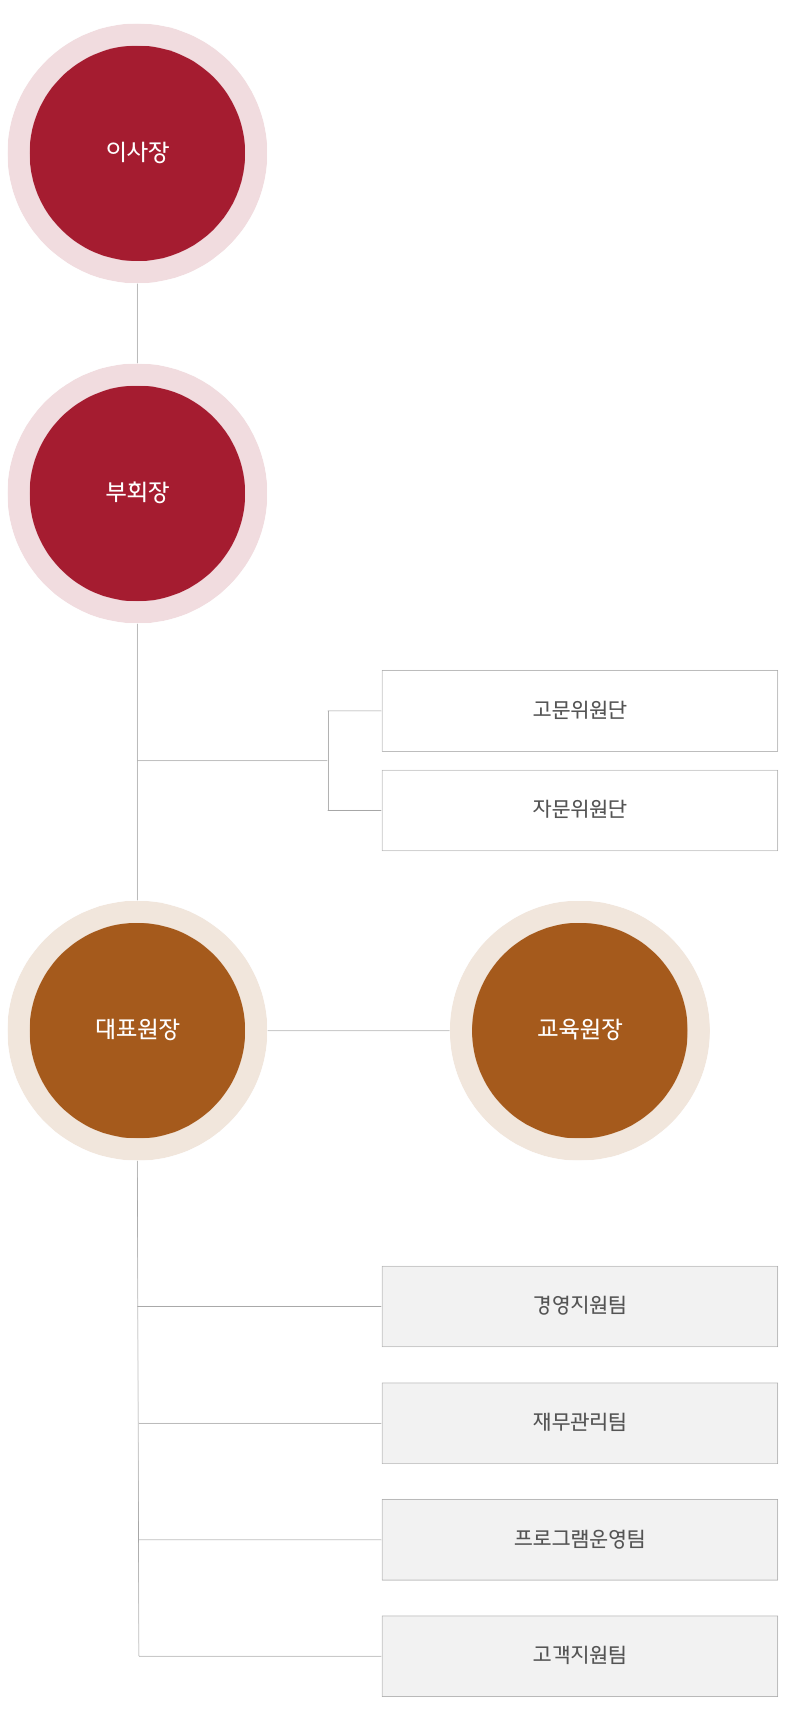 이사장
부회장
고문위원단
자문위원단
대표원장
교육원장
경영지원팀
재무관리팀
프로그램운영팀
고객지원팀